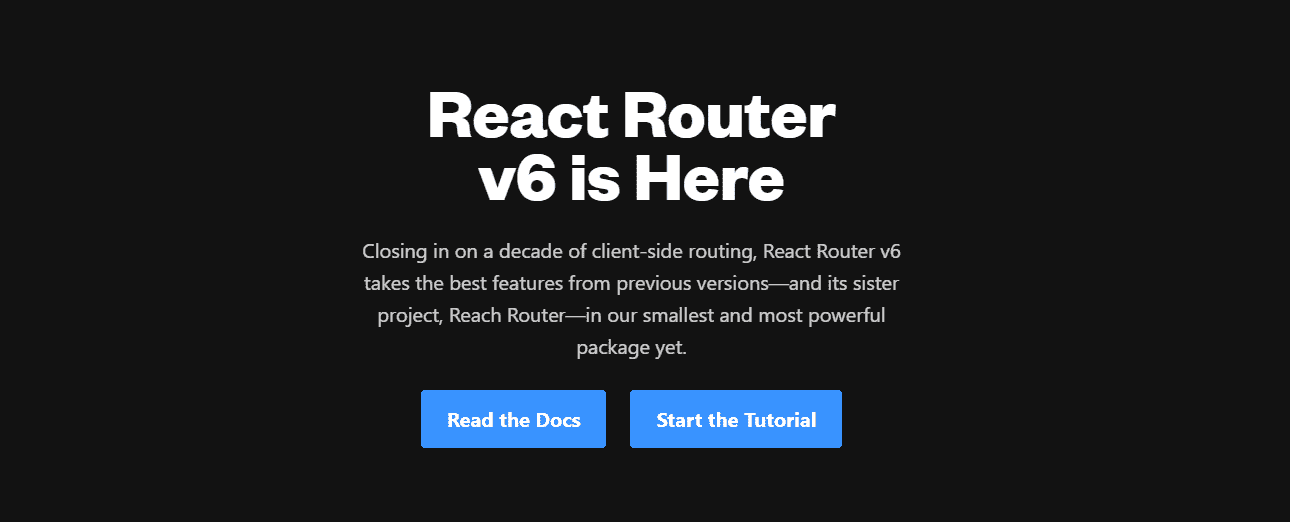 React Router
v6 is Here
Closing in on a decade of client-side routing, React Router v6
takes the best features from previous versions—and its sister
project, Reach Router—in our smallest and most powerful
package yet.
Read the Docs
Start the Tutorial